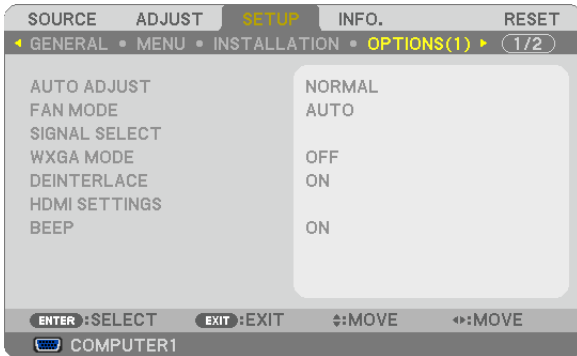 SOURCE ADJUST SETUP INFO. RESET
GENERAL • MENU • INSTALLATION • OPTIONS(1) 1/2
AUTO ADJUST NORMAL
FAN MODE AUTO
SIGNAL SELECT
WXGA MODE OFF
DEINTERLACE ON
HDMI SETTINGS
BEEP ON
ENTER :SELECT EXIT :EXIT :MOVE :MOVE
COMPUTER1